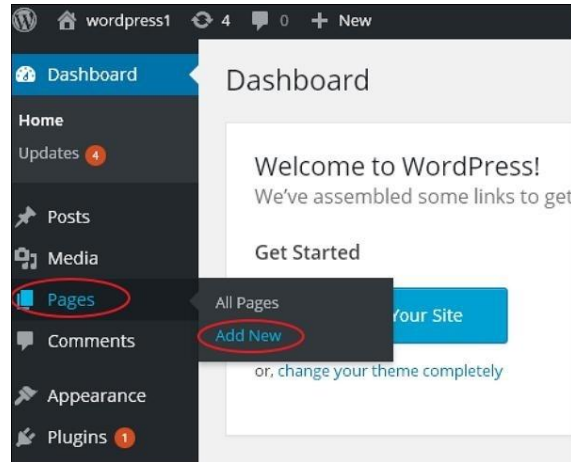 wordpress1 4 0 + New
Dashboard
Home
Updates 4
Posts
Media
Pages
Comments
Appearance
Plugins 1
All Pages
Add New
Dashboard
Welcome to WordPress!
We've assembled some links to get
Get Started
Your Site
or, change your theme completely